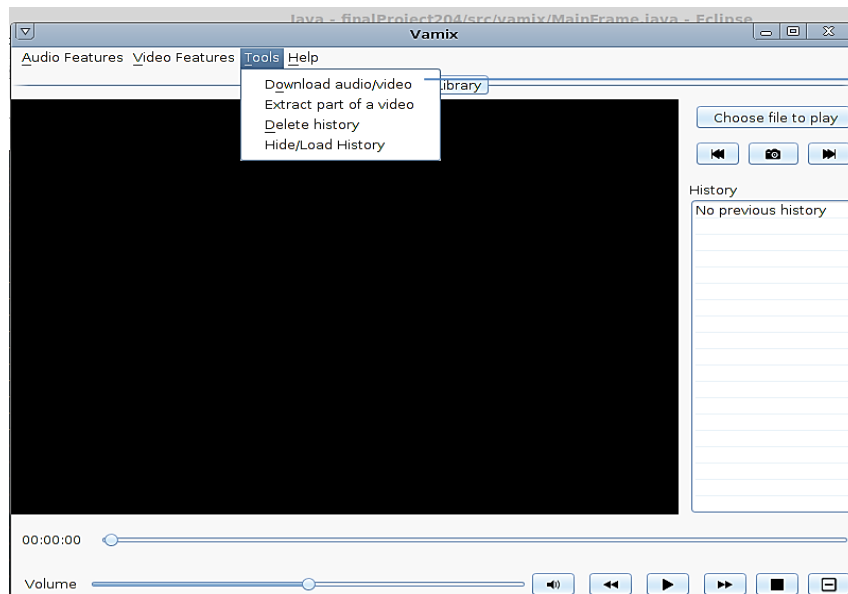 Java - finalProject204/src/vamix/MainFrame.java - Eclipse
Vamix
Audio Features Video Features Tools Help
Download audio/video
Library
Extract part of a video
Delete history
Hide/Load History
Choose file to play
History
No previous history
00:00:00
Volume